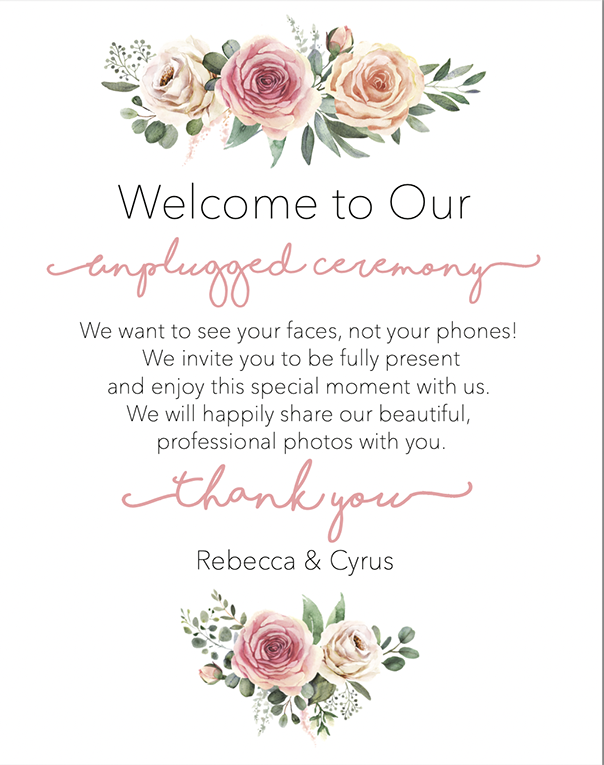 Welcome to Our
unplugged ceremony
We want to see your faces, not your phones!
We invite you to be fully present
and enjoy this special moment with us.
We will happily share our beautiful,
professional photos with you.
thank you
Rebecca & Cyrus